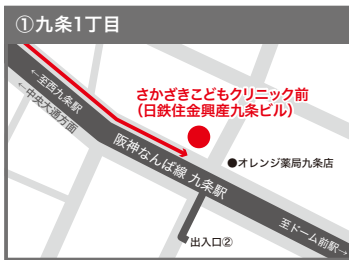 ①九条1丁目
←至西九条駅
←中央大通方面
さかざきこどもクリニック前
（日鉄住金興産九条ビル）
阪神なんば線 九条駅
●オレンジ薬局九条店
出入口②
至ドーム前駅→